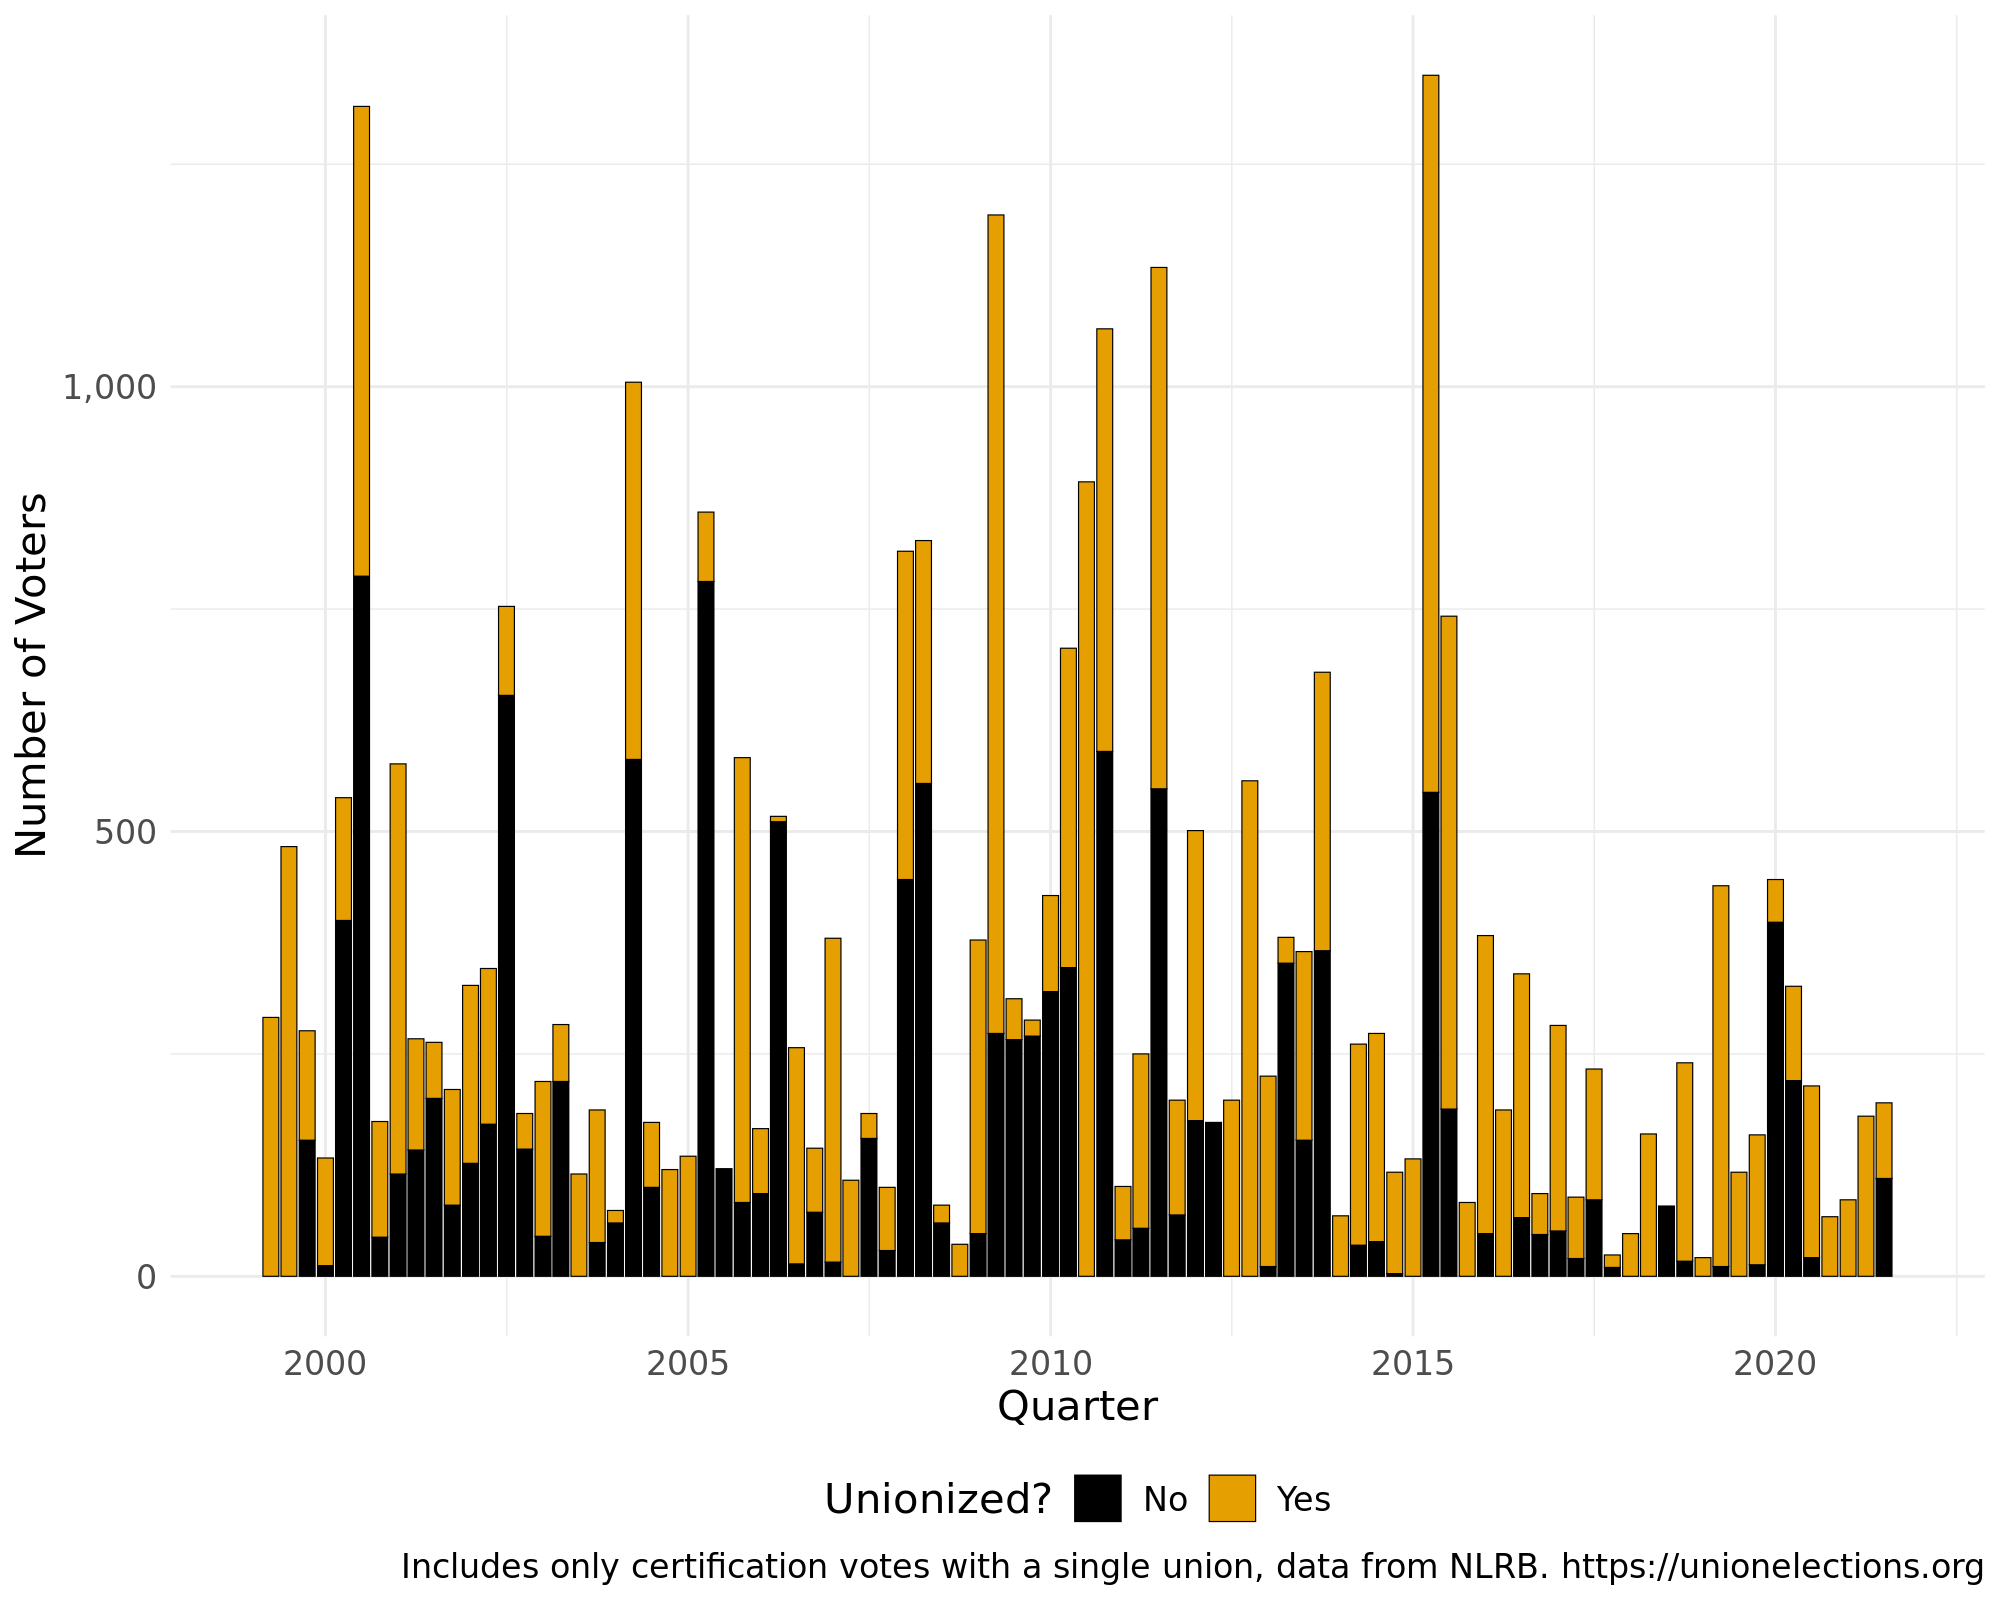 Number of Voters
1,000
500
0
2000 2005 2010 2015 2020
Quarter
Unionized? No Yes
Includes only certification votes with a single union, data from NLRB. https://unionelections.org